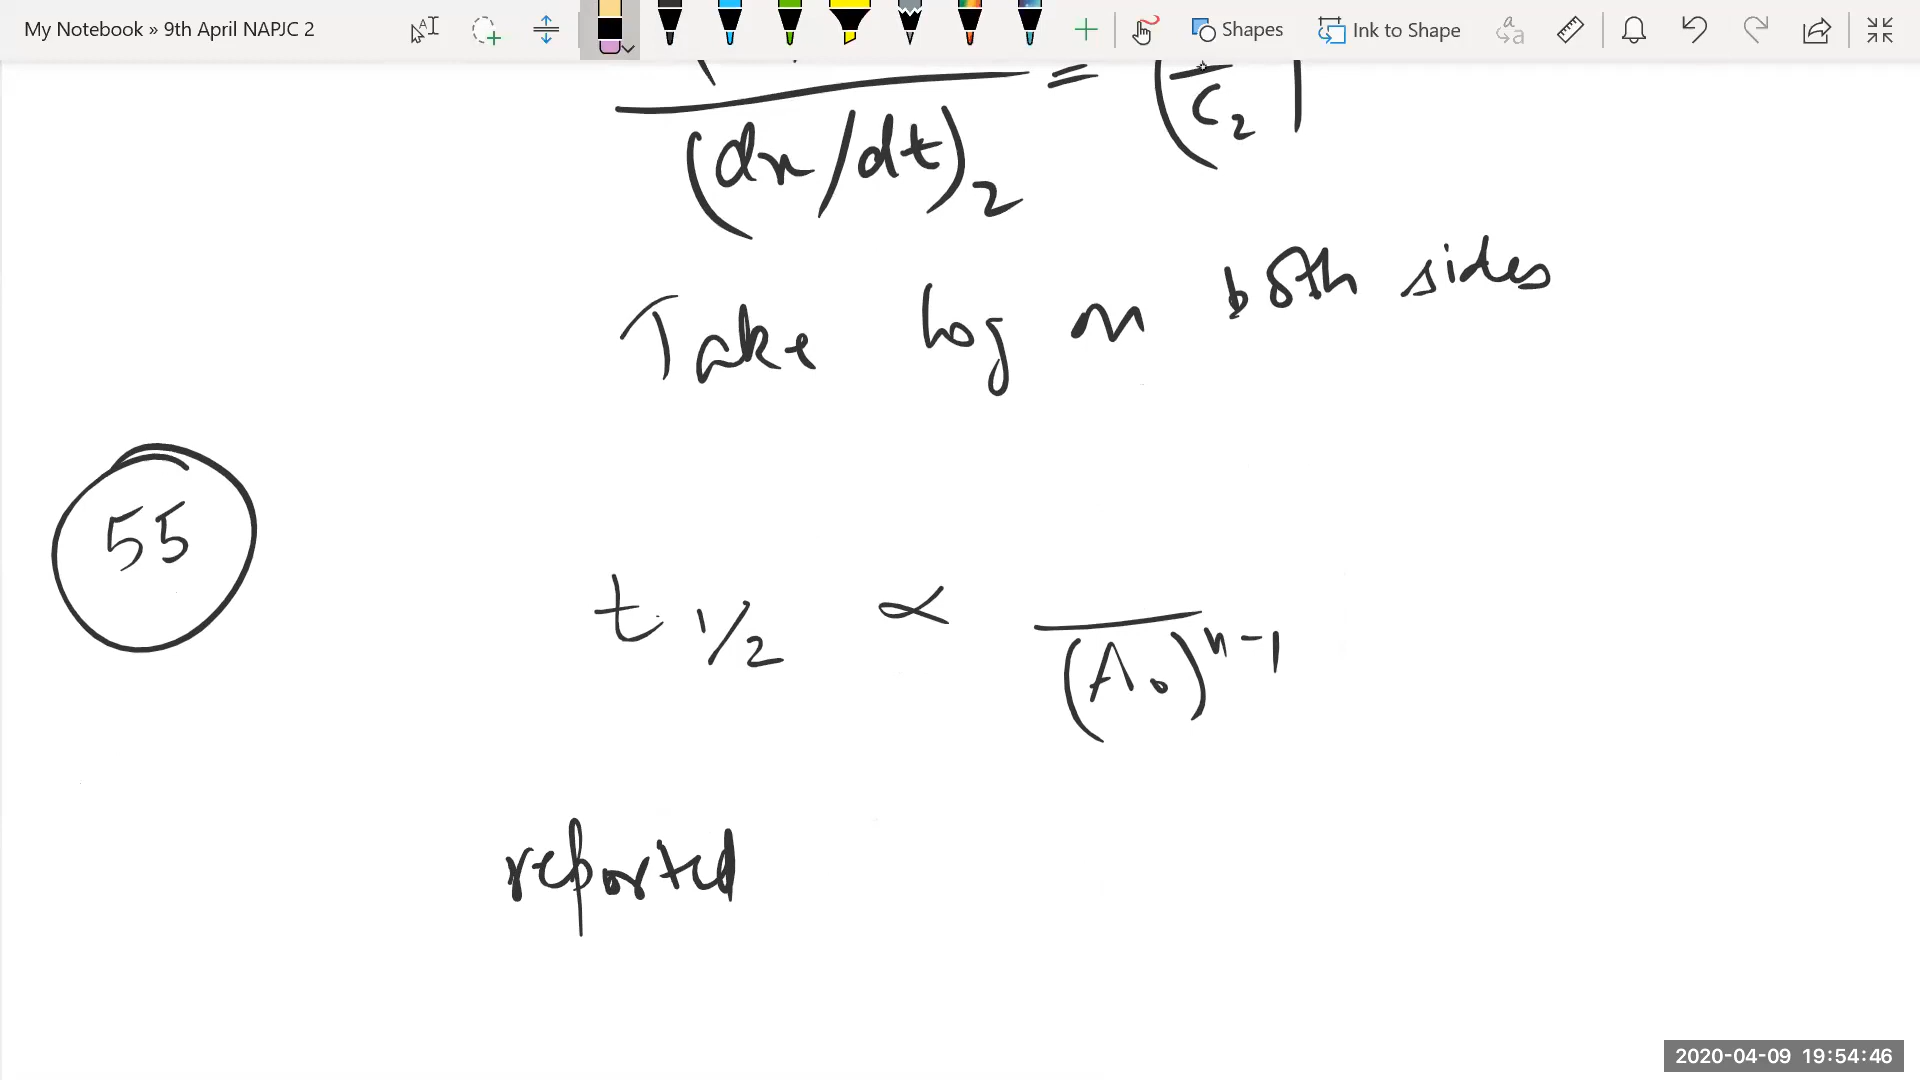 My Notebook » 9th April NAPJC 2
Shapes
Ink to Shape
(dx/dt)₂ = (‾/C₂
Take log on both sides
55
t 1/2 ∝ ‾/(A₀)ⁿ⁻¹
reported
2020-04-09 19:54:46